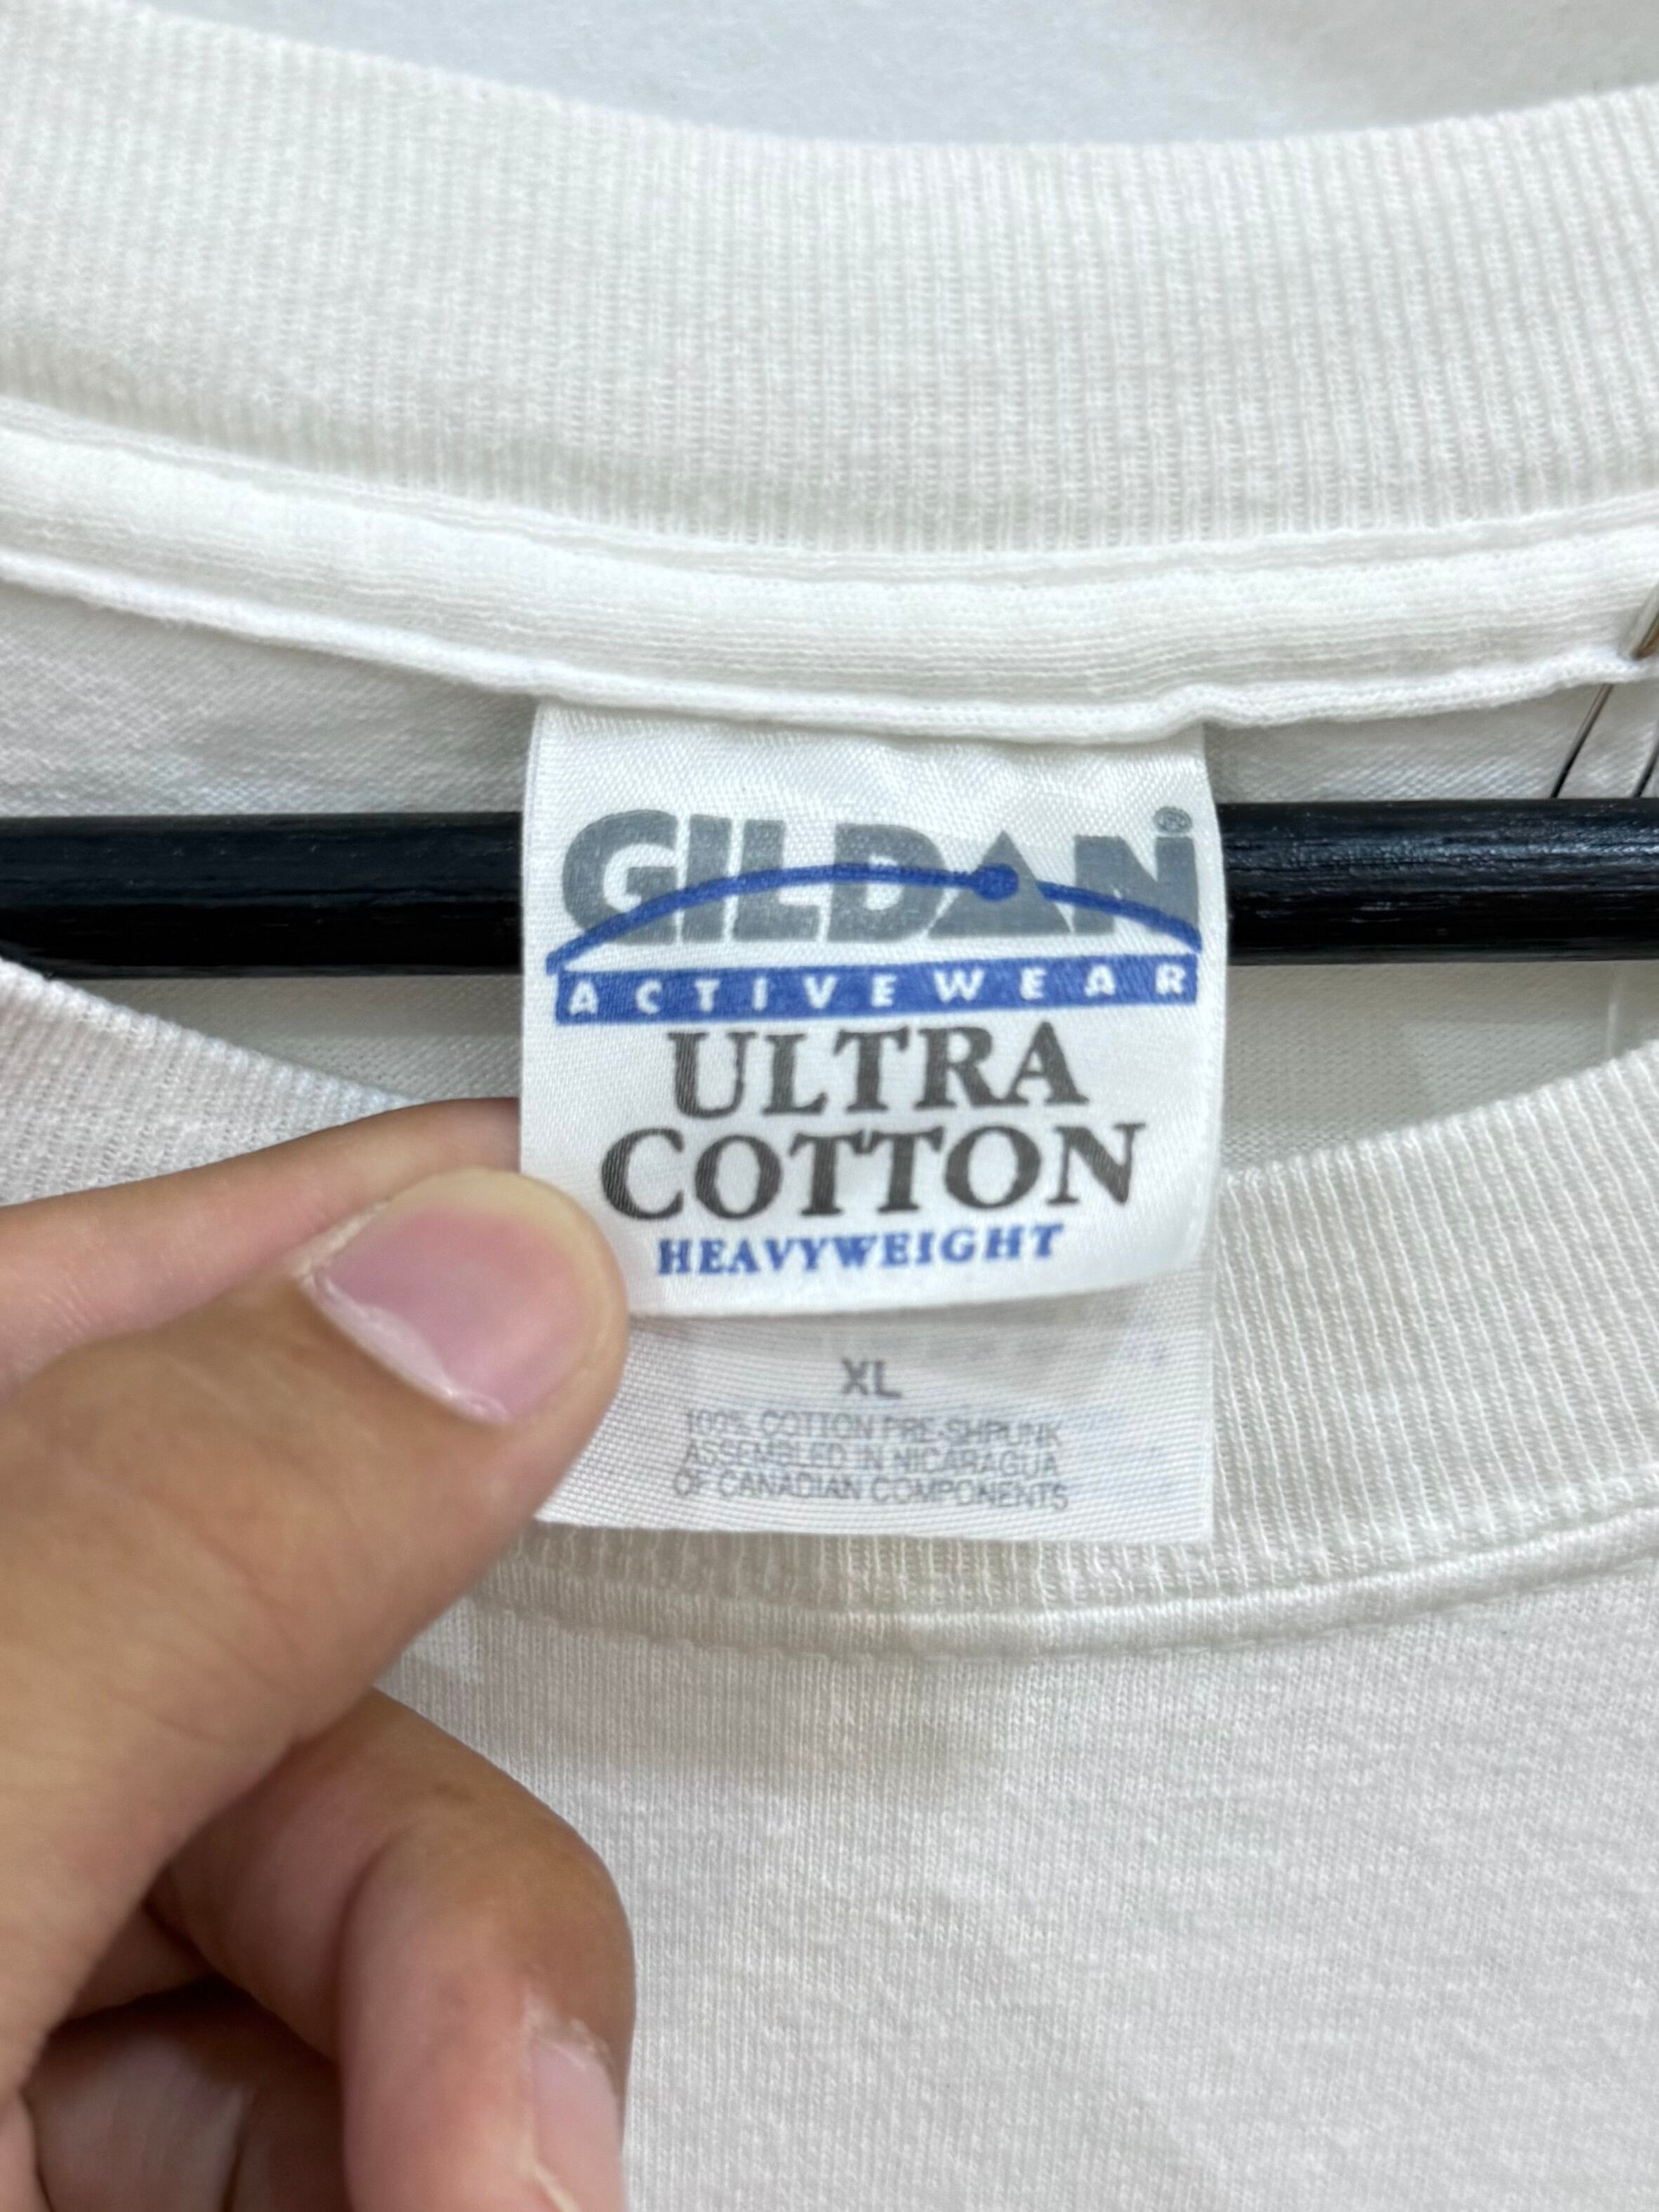 GILDAN®
ACTIVEWEAR
ULTRA
COTTON
HEAVYWEIGHT
XL
100% COTTON PRE-SHRUNK
ASSEMBLED IN NICARAGUA
OF CANADIAN COMPONENTS